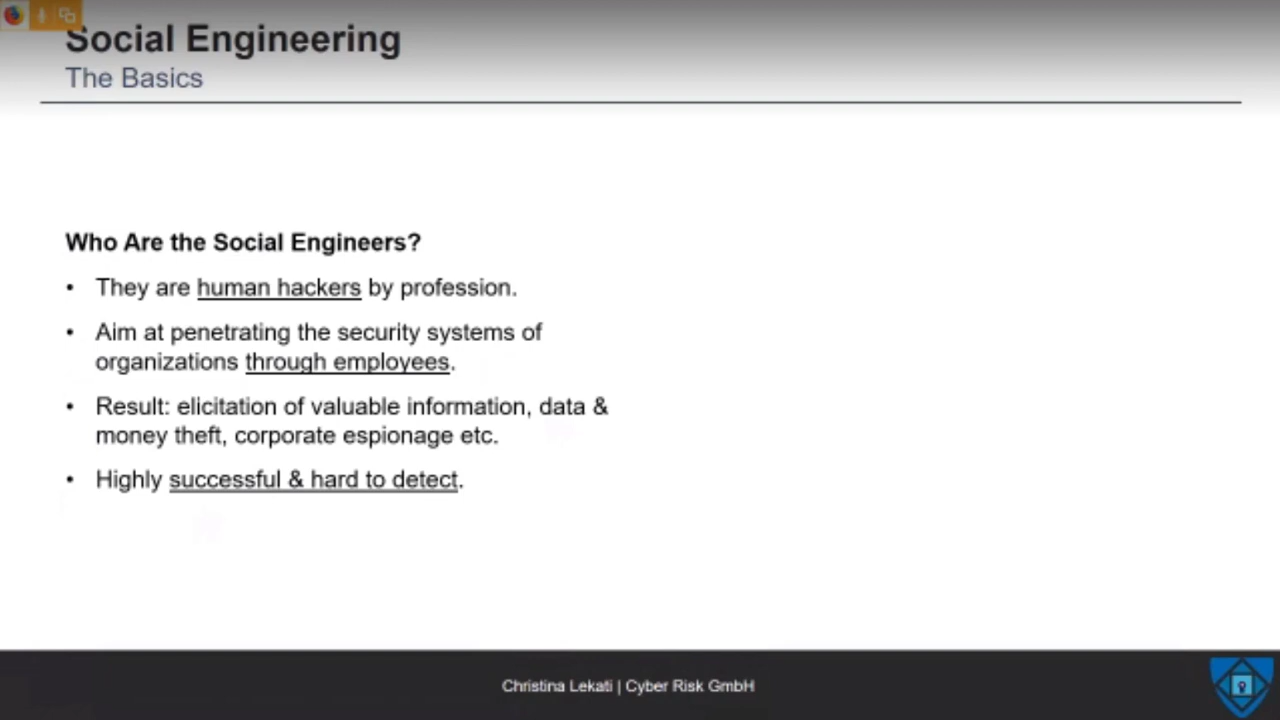 Social Engineering
The Basics
Who Are the Social Engineers?
• They are human hackers by profession.
• Aim at penetrating the security systems of
organizations through employees.
• Result: elicitation of valuable information, data &
money theft, corporate espionage etc.
• Highly successful & hard to detect.
Christina Lekati | Cyber Risk GmbH